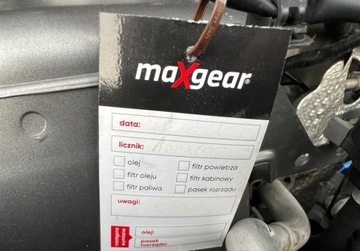 maXgear
data:
licznik:
olej filtr powietrza
filtr oleju filtr kabinowy
filtr paliwa pasek rozrządu
uwagi:
olej:
pasek
rozrządu: